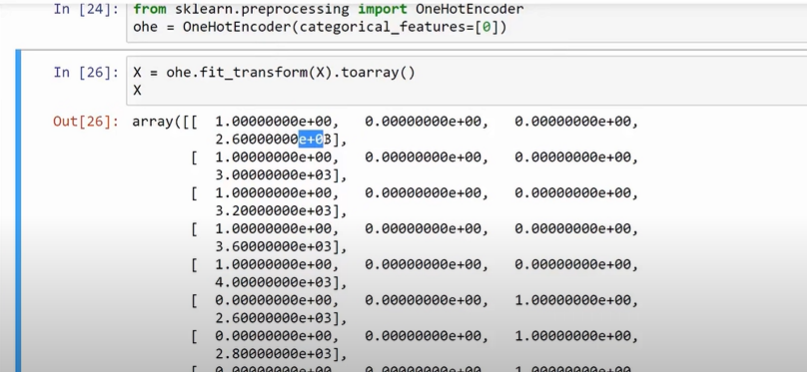 In [24]: from sklearn.preprocessing import OneHotEncoder
ohe = OneHotEncoder(categorical_features=[0])
In [26]: X = ohe.fit_transform(X).toarray()
X
Out[26]: array([[ 1.00000000e+00, 0.00000000e+00, 0.00000000e+00,
2.60000000e+03],
[ 1.00000000e+00, 0.00000000e+00, 0.00000000e+00,
3.00000000e+03],
[ 1.00000000e+00, 0.00000000e+00, 0.00000000e+00,
3.20000000e+03],
[ 1.00000000e+00, 0.00000000e+00, 0.00000000e+00,
3.60000000e+03],
[ 1.00000000e+00, 0.00000000e+00, 0.00000000e+00,
4.00000000e+03],
[ 0.00000000e+00, 0.00000000e+00, 1.00000000e+00,
2.60000000e+03],
[ 0.00000000e+00, 0.00000000e+00, 1.00000000e+00,
2.80000000e+03],